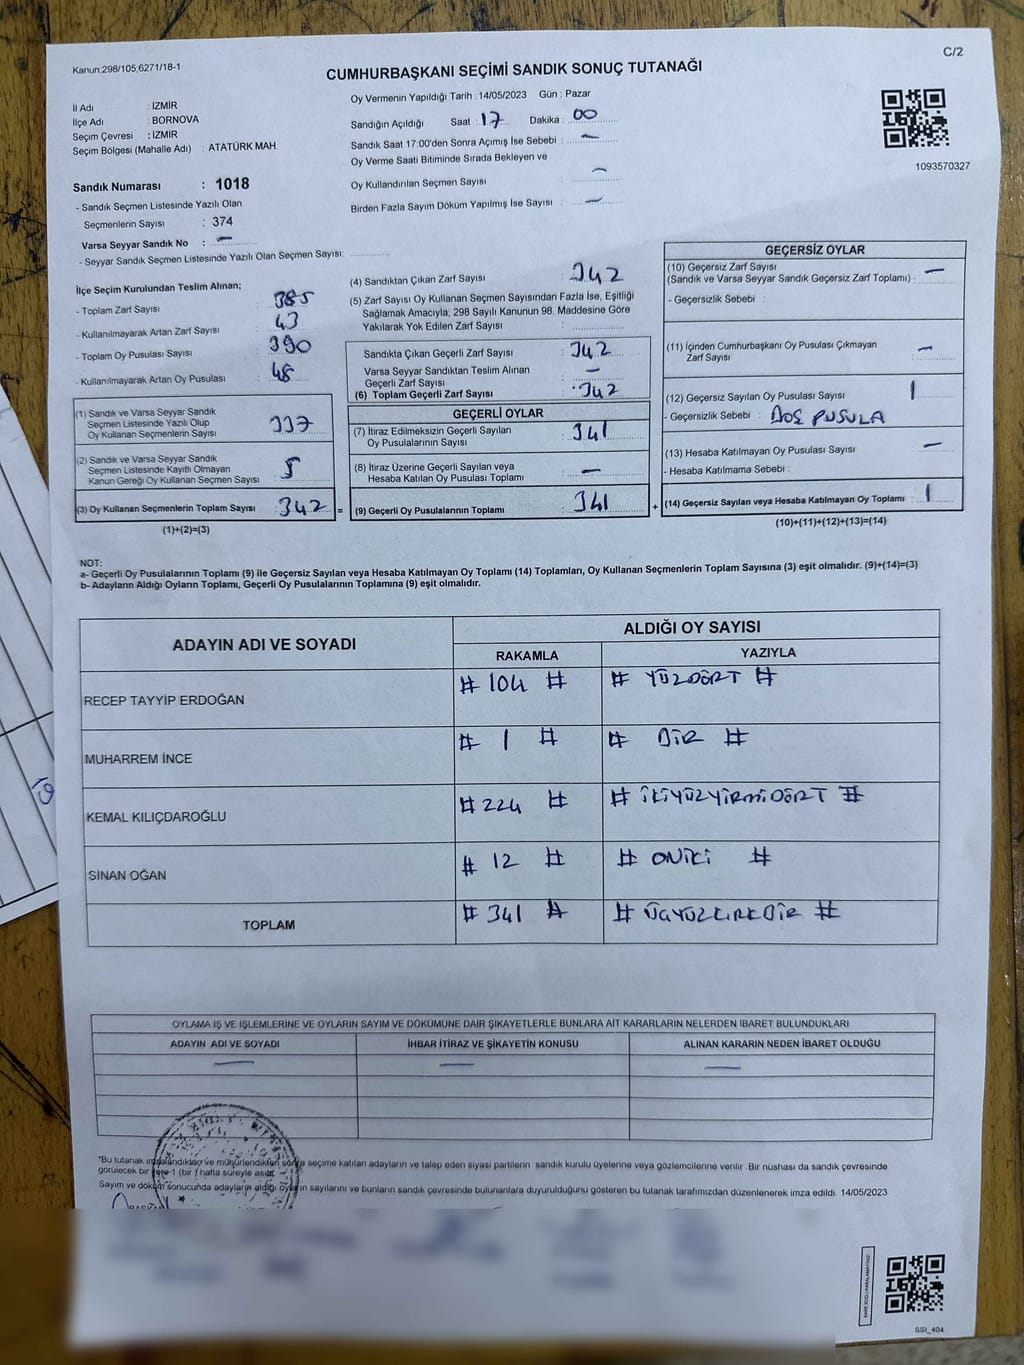 C/2
Kanun:298/105;6271/18-1
CUMHURBAŞKANI SEÇİMİ SANDIK SONUÇ TUTANAĞI
İl Adı : İZMİR
İlçe Adı : BORNOVA
Seçim Çevresi : İZMİR
Seçim Bölgesi (Mahalle Adı) : ATATÜRK MAH.
Sandık Numarası : 1018
- Sandık Seçmen Listesinde Yazılı Olan
Seçmenlerin Sayısı : 374
Varsa Seyyar Sandık No : —
- Seyyar Sandık Seçmen Listesinde Yazılı Olan Seçmen Sayısı:
Oy Vermenin Yapıldığı Tarih : 14/05/2023 Gün : Pazar
Sandığın Açıldığı Saat : 17 Dakika : 00
Sandık Saat 17:00'den Sonra Açımış İse Sebebi : —
Oy Verme Saati Bitiminde Sırada Bekleyen ve
Oy Kullandırılan Seçmen Sayısı : —
Birden Fazla Sayım Döküm Yapılmış İse Sayısı : —
1093570327
İlçe Seçim Kurulundan Teslim Alınan;
- Toplam Zarf Sayısı : 385
- Kullanılmayarak Artan Zarf Sayısı : 43
- Toplam Oy Pusulası Sayısı : 390
- Kullanılmayarak Artan Oy Pusulası : 48
(1) Sandık ve Varsa Seyyar Sandık
Seçmen Listesinde Yazılı Olup
Oy Kullanan Seçmenlerin Sayısı : 337
(2) Sandık ve Varsa Seyyar Sandık
Seçmen Listesinde Kayıtlı Olmayan
Kanun Gereği Oy Kullanan Seçmen Sayısı : 5
(3) Oy Kullanan Seçmenlerin Toplam Sayısı : 342 =
(1)+(2)=(3)
(4) Sandıktan Çıkan Zarf Sayısı : 342
(5) Zarf Sayısı Oy Kullanan Seçmen Sayısından Fazla İse, Eşitliği
Sağlamak Amacıyla; 298 Sayılı Kanunun 98. Maddesine Göre
Yakılarak Yok Edilen Zarf Sayısı :
Sandıkta Çıkan Geçerli Zarf Sayısı : 342
Varsa Seyyar Sandıktan Teslim Alınan
Geçerli Zarf Sayısı : —
(6) Toplam Geçerli Zarf Sayısı : 342
GEÇERLİ OYLAR
(7) İtiraz Edilmeksizin Geçerli Sayılan
Oy Pusulalarının Sayısı : 341
(8) İtiraz Üzerine Geçerli Sayılan veya
Hesaba Katılan Oy Pusulası Toplamı : —
(9) Geçerli Oy Pusulalarının Toplamı : 341 +
GEÇERSİZ OYLAR
(10) Geçersiz Zarf Sayısı
(Sandık ve Varsa Seyyar Sandık Geçersiz Zarf Toplamı) : —
- Geçersizlik Sebebi :
(11) İçinden Cumhurbaşkanı Oy Pusulası Çıkmayan
Zarf Sayısı : —
(12) Geçersiz Sayılan Oy Pusulası Sayısı : 1
- Geçersizlik Sebebi : BOŞ PUSULA
(13) Hesaba Katılmayan Oy Pusulası Sayısı : —
- Hesaba Katılmama Sebebi :
(14) Geçersiz Sayılan veya Hesaba Katılmayan Oy Toplamı : 1
(10)+(11)+(12)+(13)=(14)
NOT:
a- Geçerli Oy Pusulalarının Toplamı (9) ile Geçersiz Sayılan veya Hesaba Katılmayan Oy Toplamı (14) Toplamları, Oy Kullanan Seçmenlerin Toplam Sayısına (3) eşit olmalıdır. (9)+(14)=(3)
b- Adayların Aldığı Oyların Toplamı, Geçerli Oy Pusulalarının Toplamına (9) eşit olmalıdır.
ADAYIN ADI VE SOYADI ALDIĞI OY SAYISI
RAKAMLA YAZIYLA
RECEP TAYYİP ERDOĞAN # 104 # # YÜZDÖRT #
MUHARREM İNCE # 1 # # BİR #
KEMAL KILIÇDAROĞLU # 224 # # İKİYÜZYİRMİDÖRT #
SİNAN OĞAN # 12 # # ONİKİ #
TOPLAM # 341 # # ÜÇYÜZKIRKBİR #
OYLAMA İŞ VE İŞLEMLERİNE VE OYLARIN SAYIM VE DÖKÜMÜNE DAİR ŞİKAYETLERLE BUNLARA AİT KARARLARIN NELERDEN İBARET BULUNDUKLARI
ADAYIN ADI VE SOYADI İHBAR İTİRAZ VE ŞİKAYETİN KONUSU ALINAN KARARIN NEDEN İBARET OLDUĞU
— — —
*Bu tutanak imzalandıktan ve mühürlendikten sonra seçime katılan adayların ve talep eden siyasi partilerin sandık kurulu üyelerine veya gözlemcilerine verilir. Bir nüshası da sandık çevresinde
görülecek bir yere 1 (bir) hafta süreyle asılır.
Sayım ve döküm sonucunda adayların aldığı oyların sayılarını ve bunların sandık çevresinde bulunanlara duyurulduğunu gösteren bu tutanak tarafımızdan düzenlenerek imza edildi. 14/05/2023
SSI_404